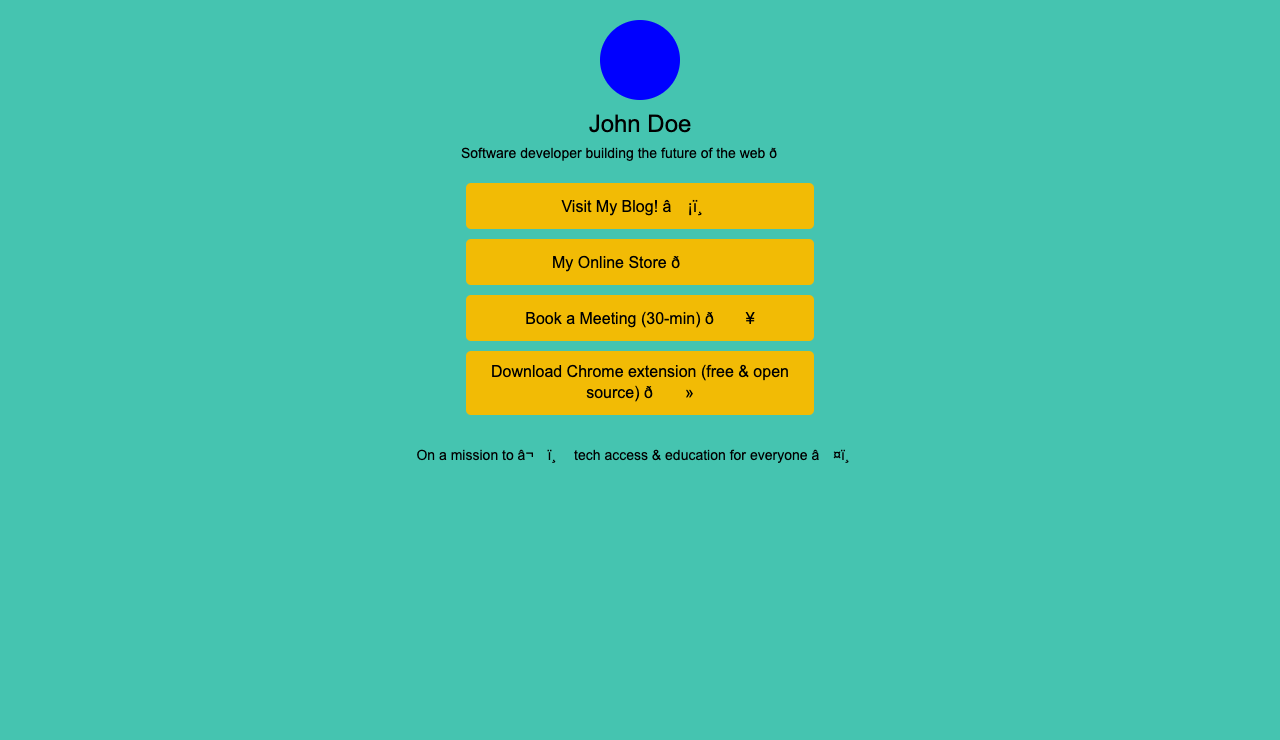 John Doe
Software developer building the future of the web ð
Visit My Blog! â¡ï¸
My Online Store ð
Book a Meeting (30-min) ð¥
Download Chrome extension (free & open
source) ð»
On a mission to â¬ï¸ tech access & education for everyone â¤ï¸